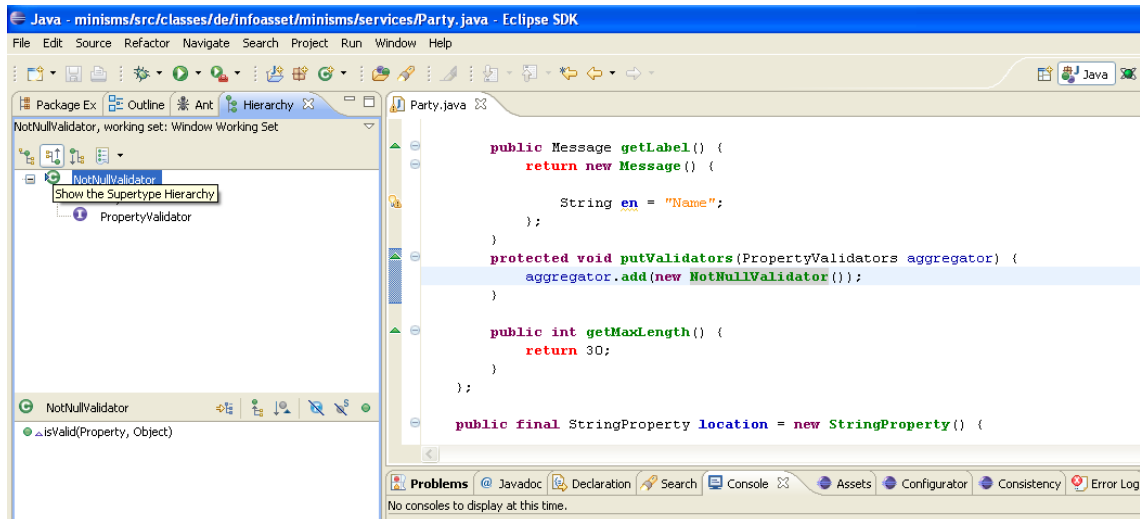 Java - minisms/src/classes/de/infoasset/minisms/services/Party.java - Eclipse SDK
File Edit Source Refactor Navigate Search Project Run Window Help
Java
Package Ex Outline Ant Hierarchy
NotNullValidator, working set: Window Working Set
NotNullValidator
Show the Supertype Hierarchy
PropertyValidator
NotNullValidator
isValid(Property, Object)
Party.java
public Message getLabel() {
return new Message() {
String en = "Name";
};
}
protected void putValidators(PropertyValidators aggregator) {
aggregator.add(new NotNullValidator());
}
public int getMaxLength() {
return 30;
}
};
public final StringProperty location = new StringProperty() {
Problems @ Javadoc Declaration Search Console Assets Configurator Consistency Error Log
No consoles to display at this time.